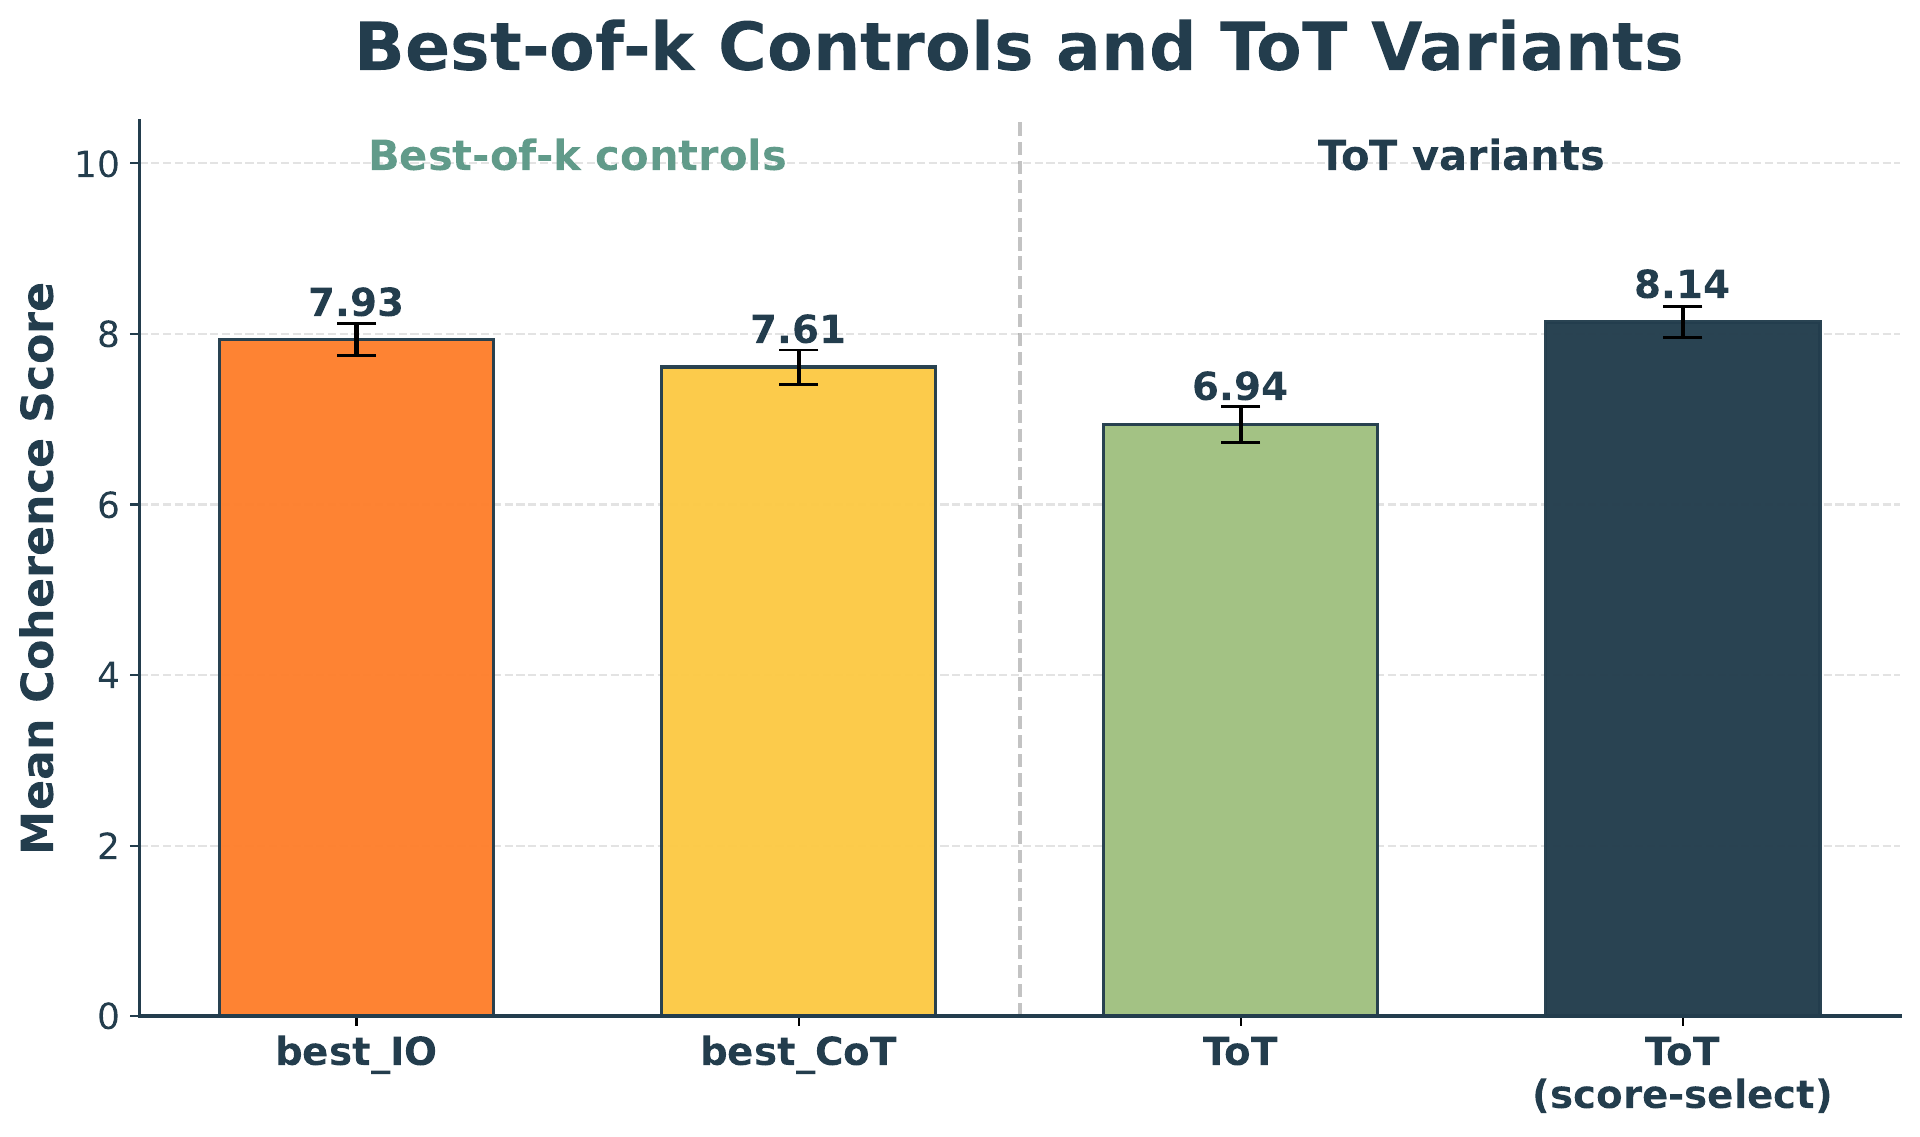 Best-of-k Controls and ToT Variants
Best-of-k controls
ToT variants
Mean Coherence Score
10
8
6
4
2
0
7.93
7.61
6.94
8.14
best_IO
best_CoT
ToT
ToT
(score-select)